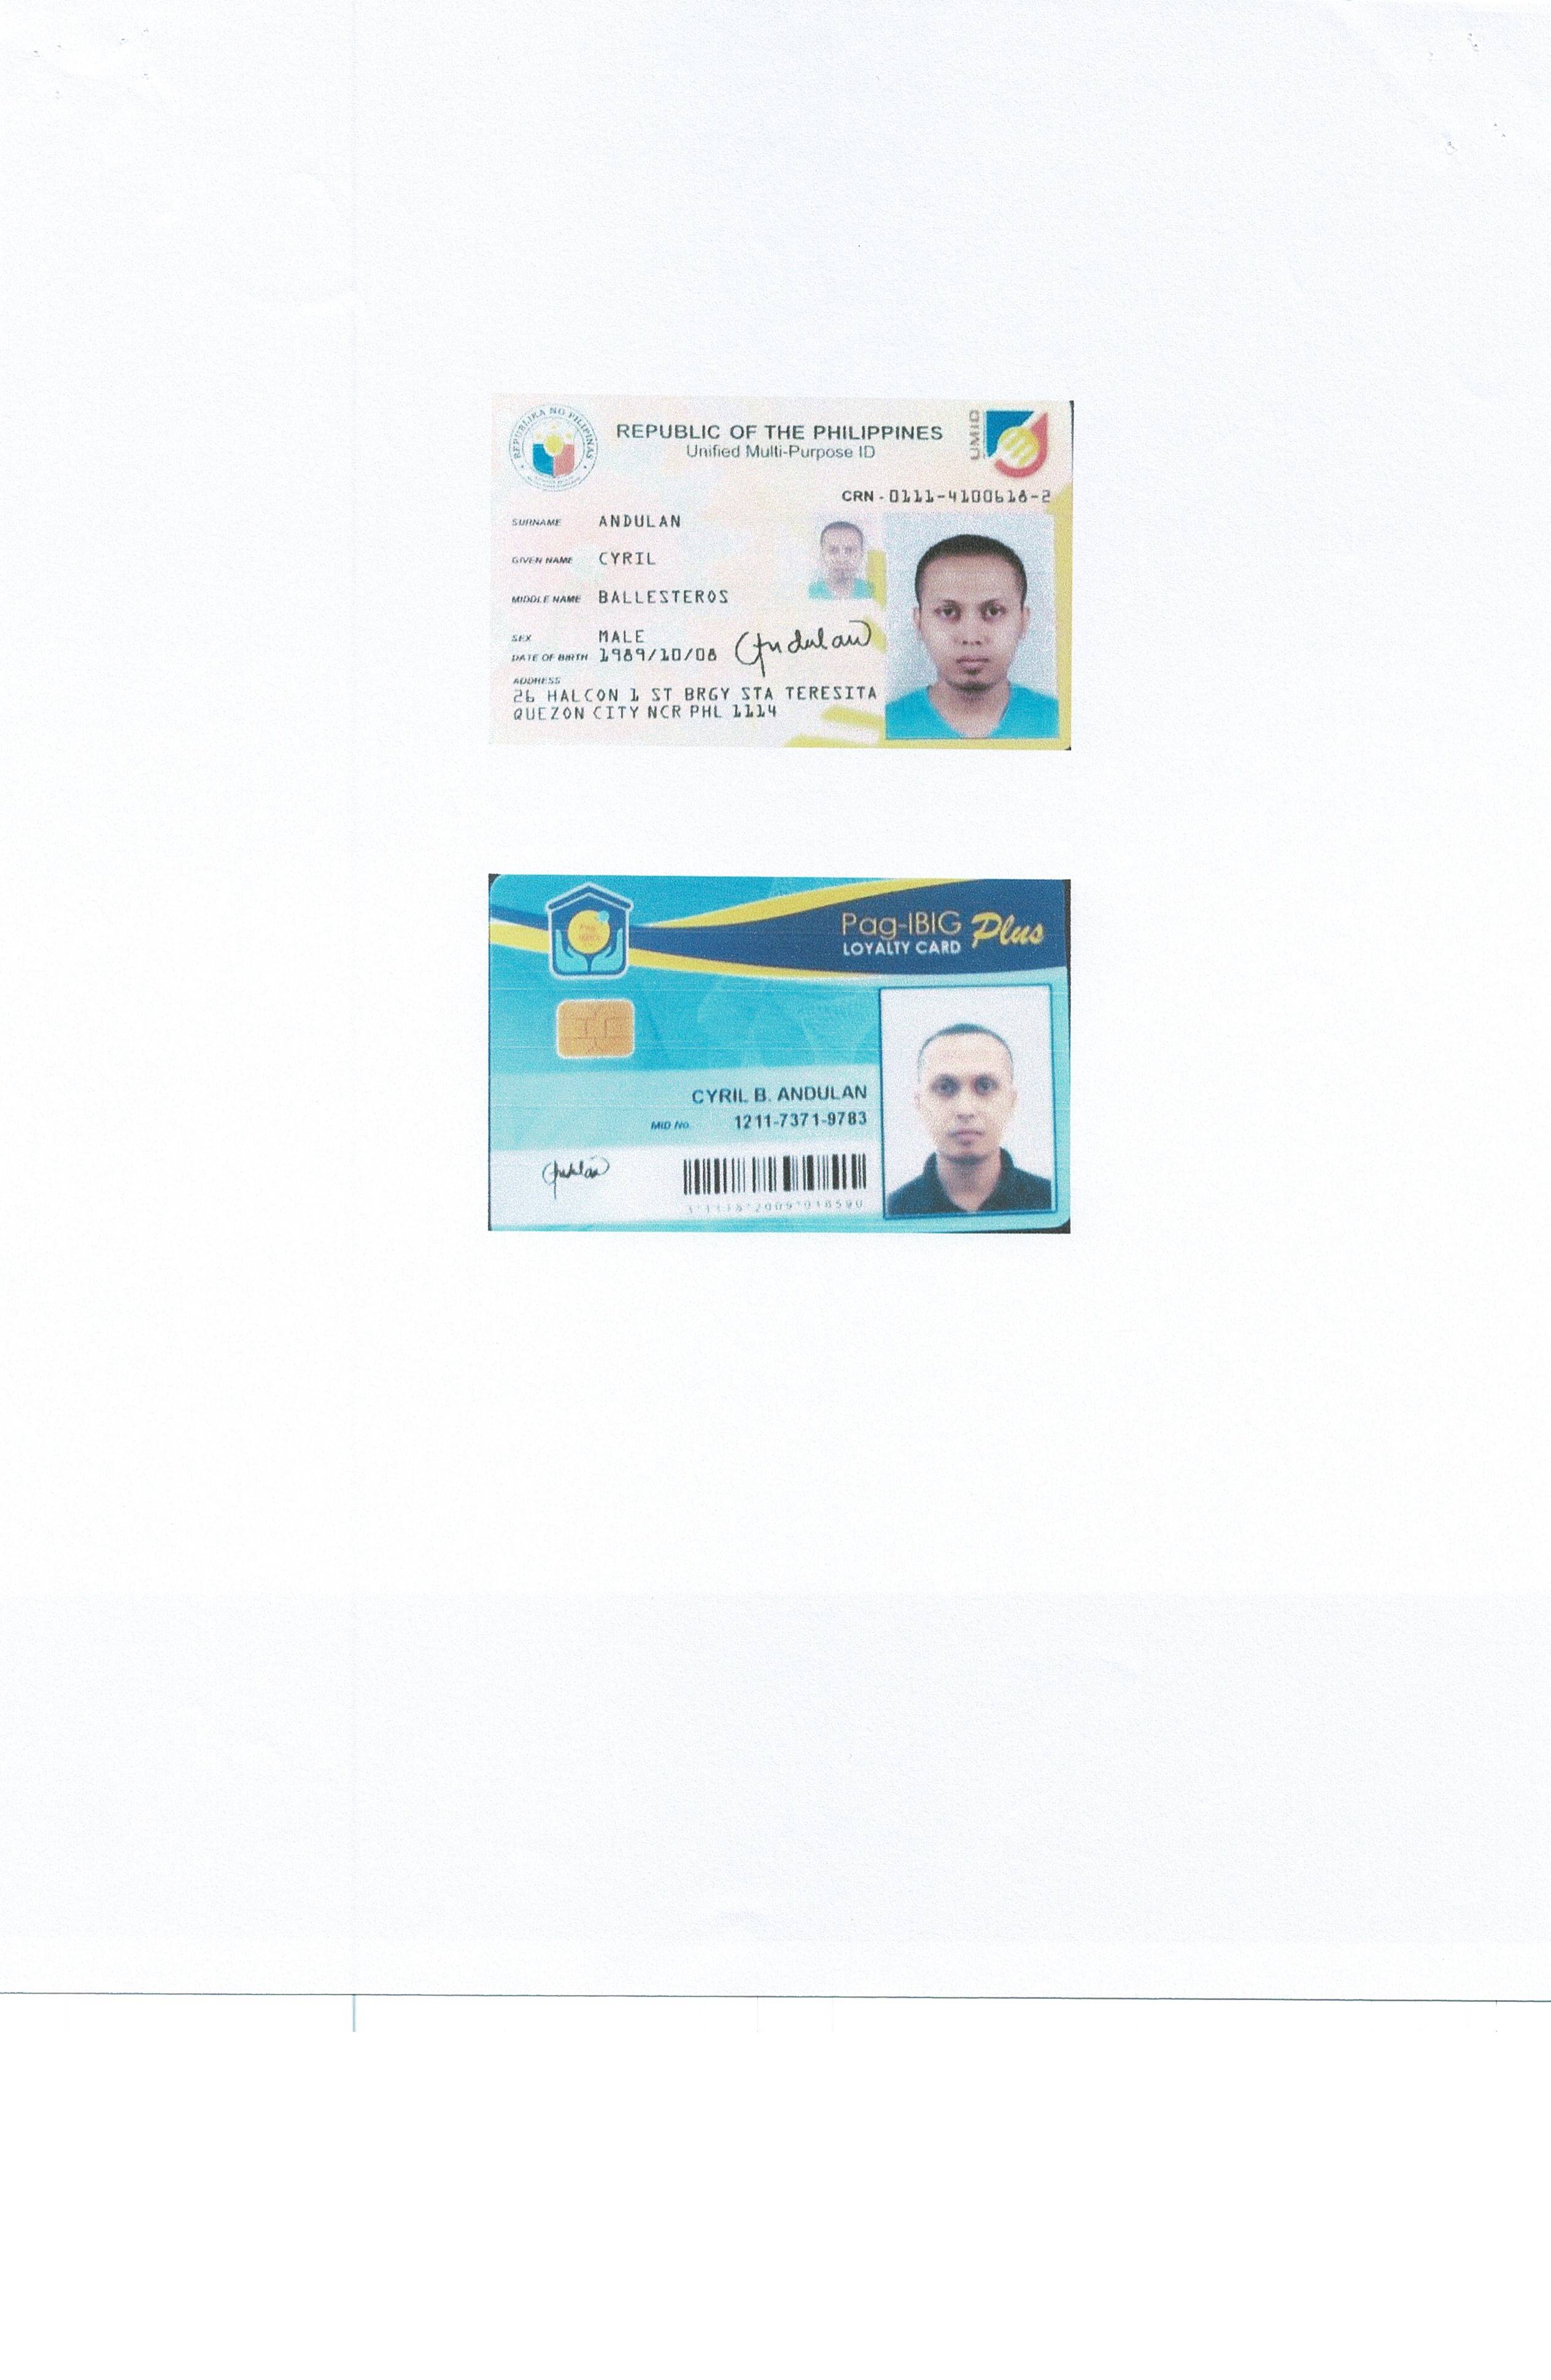 REPUBLIKA NG PILIPINAS
REPUBLIC OF THE PHILIPPINES
Unified Multi-Purpose ID
UMID
CRN - 0111-4100618-2
SURNAME ANDULAN
GIVEN NAME CYRIL
MIDDLE NAME BALLESTEROS
SEX MALE
DATE OF BIRTH 1989/10/08
Andulan
ADDRESS
26 HALCON 1 ST BRGY STA TERESITA
QUEZON CITY NCR PHL 1114
Pag-IBIG Plus
LOYALTY CARD
CYRIL B. ANDULAN
MID No. 1211-7371-9783
Andulan